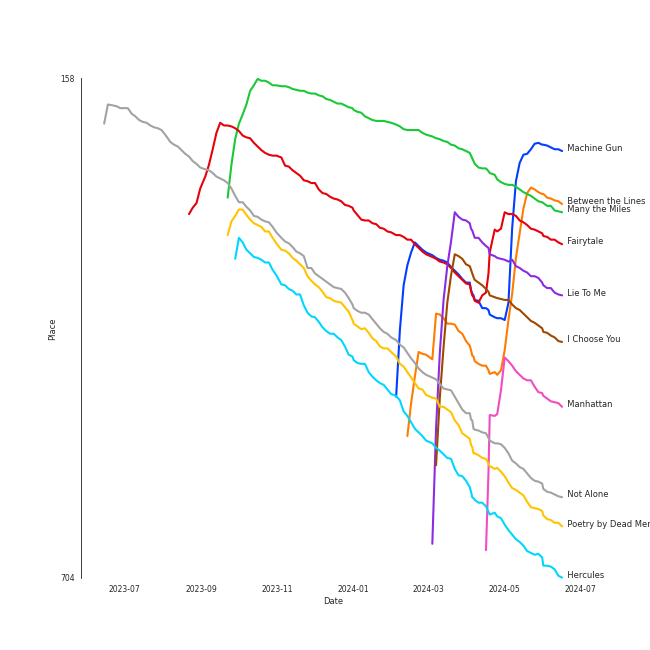 158
Machine Gun
Between the Lines
Many the Miles
Fairytale
Lie To Me
Place
I Choose You
Manhattan
Not Alone
Poetry by Dead Mer
704
Hercules
2023-07 2023-09 2023-11 2024-01 2024-03 2024-05 2024-07
Date